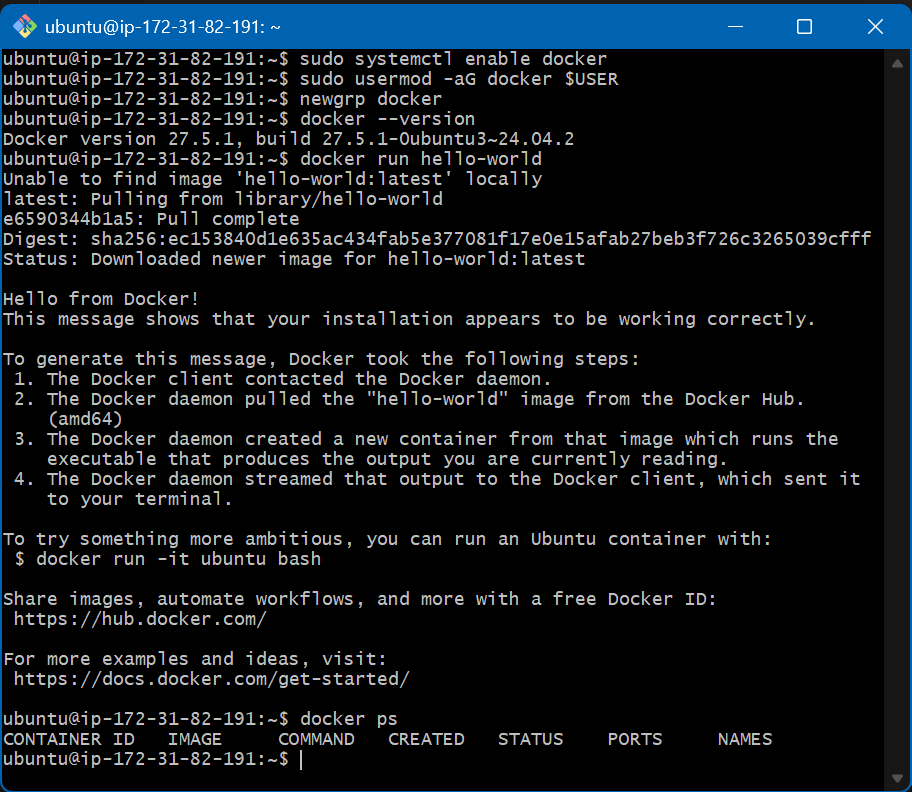 ubuntu@ip-172-31-82-191: ~
ubuntu@ip-172-31-82-191:~$ sudo systemctl enable docker
ubuntu@ip-172-31-82-191:~$ sudo usermod -aG docker $USER
ubuntu@ip-172-31-82-191:~$ newgrp docker
ubuntu@ip-172-31-82-191:~$ docker --version
Docker version 27.5.1, build 27.5.1-0ubuntu3~24.04.2
ubuntu@ip-172-31-82-191:~$ docker run hello-world
Unable to find image 'hello-world:latest' locally
latest: Pulling from library/hello-world
e6590344b1a5: Pull complete
Digest: sha256:ec153840d1e635ac434fab5e377081f17e0e15afab27beb3f726c3265039cfff
Status: Downloaded newer image for hello-world:latest

Hello from Docker!
This message shows that your installation appears to be working correctly.

To generate this message, Docker took the following steps:
 1. The Docker client contacted the Docker daemon.
 2. The Docker daemon pulled the "hello-world" image from the Docker Hub.
    (amd64)
 3. The Docker daemon created a new container from that image which runs the
    executable that produces the output you are currently reading.
 4. The Docker daemon streamed that output to the Docker client, which sent it
    to your terminal.

To try something more ambitious, you can run an Ubuntu container with:
 $ docker run -it ubuntu bash

Share images, automate workflows, and more with a free Docker ID:
 https://hub.docker.com/

For more examples and ideas, visit:
 https://docs.docker.com/get-started/

ubuntu@ip-172-31-82-191:~$ docker ps
CONTAINER ID   IMAGE     COMMAND   CREATED   STATUS    PORTS     NAMES
ubuntu@ip-172-31-82-191:~$